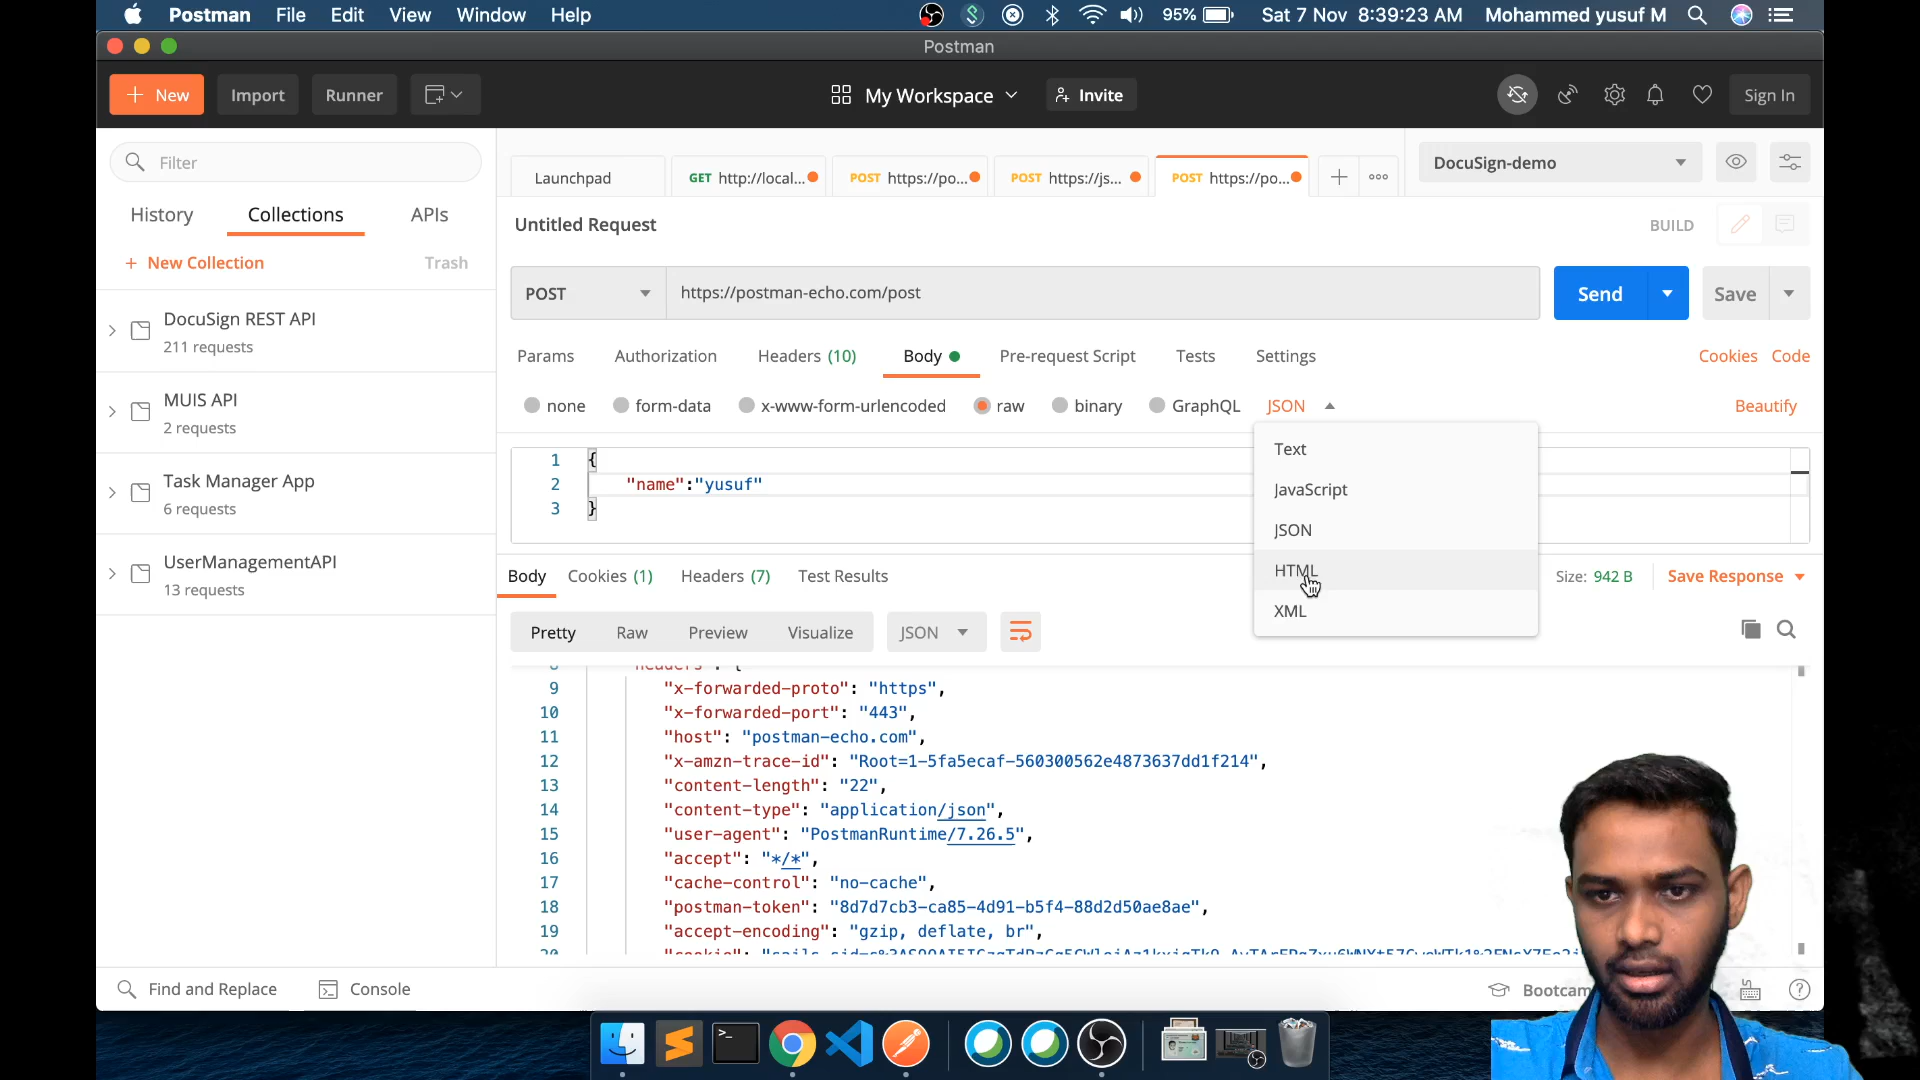 Postman File Edit View Window Help 95% Sat 7 Nov 8:39:23 AM Mohammed yusuf M
Postman
New Import Runner My Workspace Invite Sign In
Filter
Launchpad GET http://local... POST https://po... POST https://js... POST https://po... DocuSign-demo
History Collections APIs
Untitled Request BUILD
+ New Collection Trash
POST https://postman-echo.com/post Send Save
DocuSign REST API
211 requests
MUIS API
2 requests
Task Manager App
6 requests
UserManagementAPI
13 requests
Params Authorization Headers (10) Body Pre-request Script Tests Settings Cookies Code
none form-data x-www-form-urlencoded raw binary GraphQL JSON Beautify
1 {
2 "name":"yusuf"
3 }
Text
JavaScript
JSON
HTML
XML
Body Cookies (1) Headers (7) Test Results Size: 942 B Save Response
Pretty Raw Preview Visualize JSON
9 "x-forwarded-proto": "https",
10 "x-forwarded-port": "443",
11 "host": "postman-echo.com",
12 "x-amzn-trace-id": "Root=1-5fa5ecaf-560300562e4873637dd1f214",
13 "content-length": "22",
14 "content-type": "application/json",
15 "user-agent": "PostmanRuntime/7.26.5",
16 "accept": "*/*",
17 "cache-control": "no-cache",
18 "postman-token": "8d7d7cb3-ca85-4d91-b5f4-88d2d50ae8ae",
19 "accept-encoding": "gzip, deflate, br",
Find and Replace Console